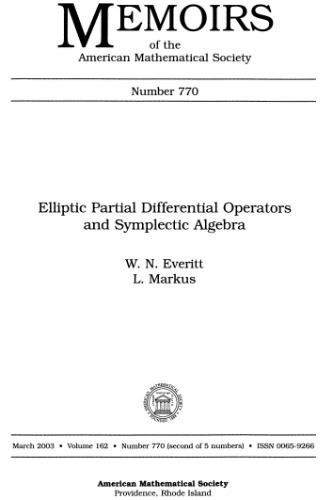 MEMOIRS
of the
American Mathematical Society
Number 770
Elliptic Partial Differential Operators
and Symplectic Algebra
W. N. Everitt
L. Markus
March 2003 • Volume 162 • Number 770 (second of 5 numbers) • ISSN 0065-9266
American Mathematical Society
Providence, Rhode Island